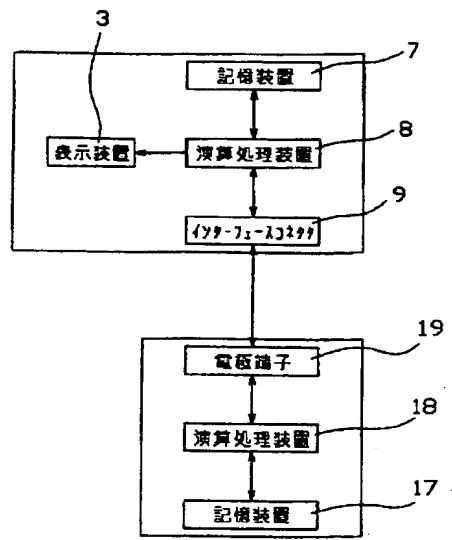 7
記憶装置
3
8
表示装置
演算処理装置
9
インターフェースコネクタ
19
電極端子
18
演算処理装置
17
記憶装置